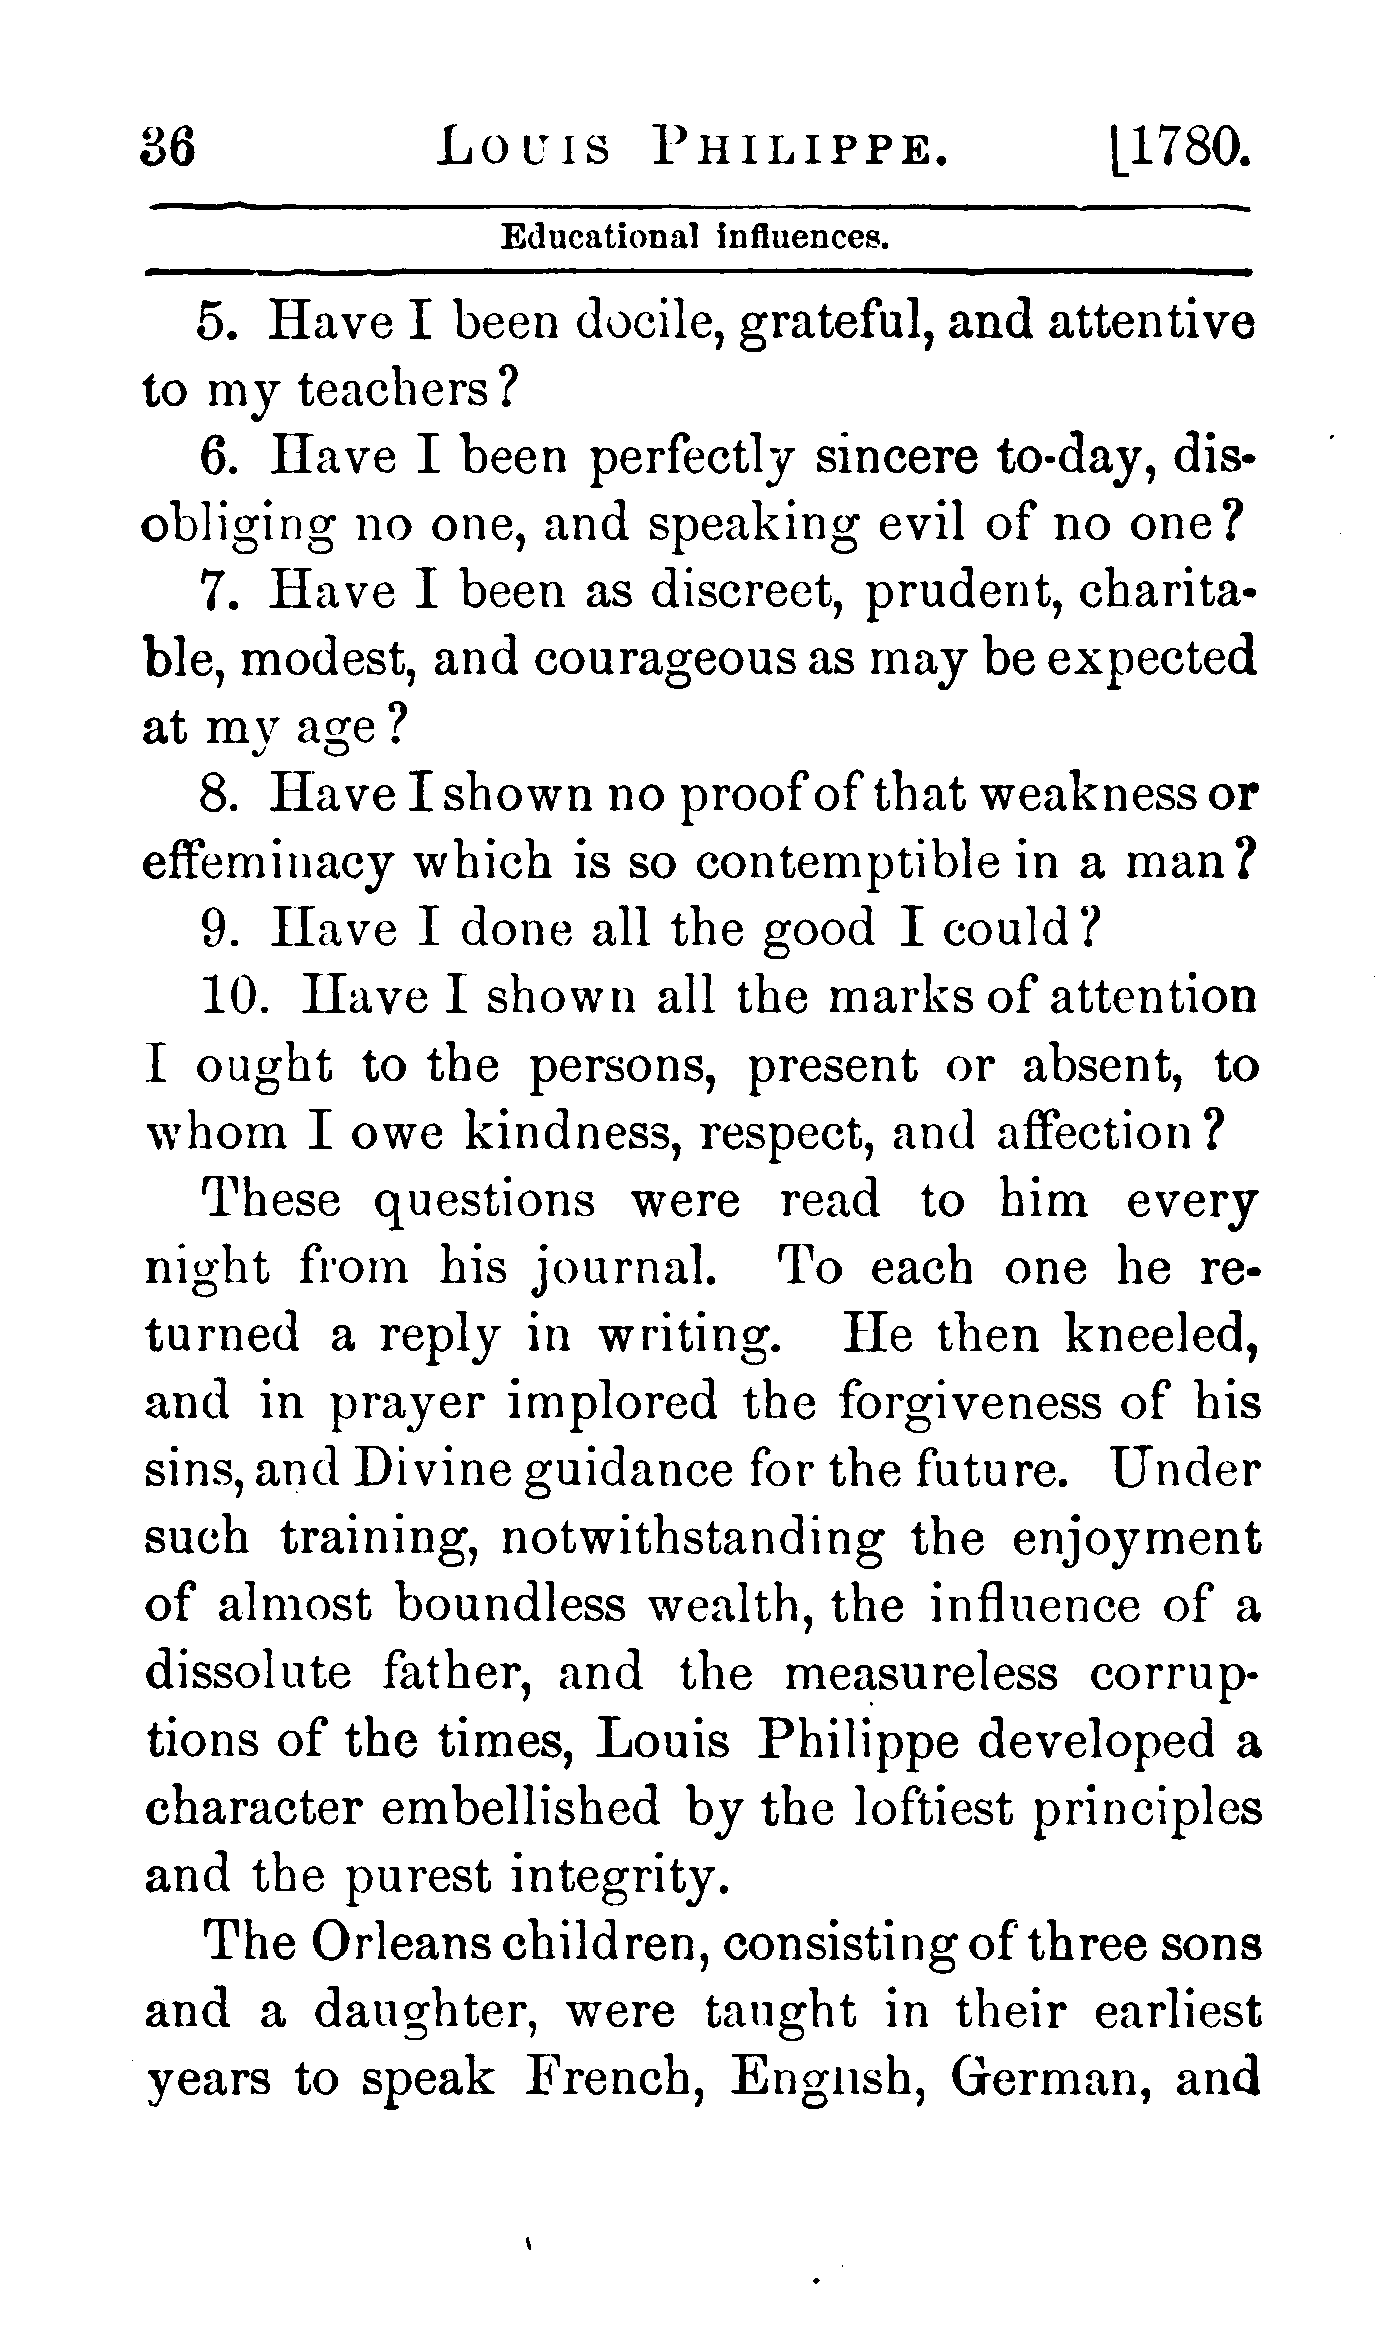 36 LOUIS PHILIPPE. [1780.
Educational influences.
5. Have I been docile, grateful, and attentive
to my teachers?
6. Have I been perfectly sincere to-day, dis-
obliging no one, and speaking evil of no one?
7. Have I been as discreet, prudent, charita-
ble, modest, and courageous as may be expected
at my age?
8. Have I shown no proof of that weakness or
effeminacy which is so contemptible in a man?
9. Have I done all the good I could?
10. Have I shown all the marks of attention
I ought to the persons, present or absent, to
whom I owe kindness, respect, and affection?
These questions were read to him every
night from his journal. To each one he re-
turned a reply in writing. He then kneeled,
and in prayer implored the forgiveness of his
sins, and Divine guidance for the future. Under
such training, notwithstanding the enjoyment
of almost boundless wealth, the influence of a
dissolute father, and the measureless corrup-
tions of the times, Louis Philippe developed a
character embellished by the loftiest principles
and the purest integrity.
The Orleans children, consisting of three sons
and a daughter, were taught in their earliest
years to speak French, English, German, and